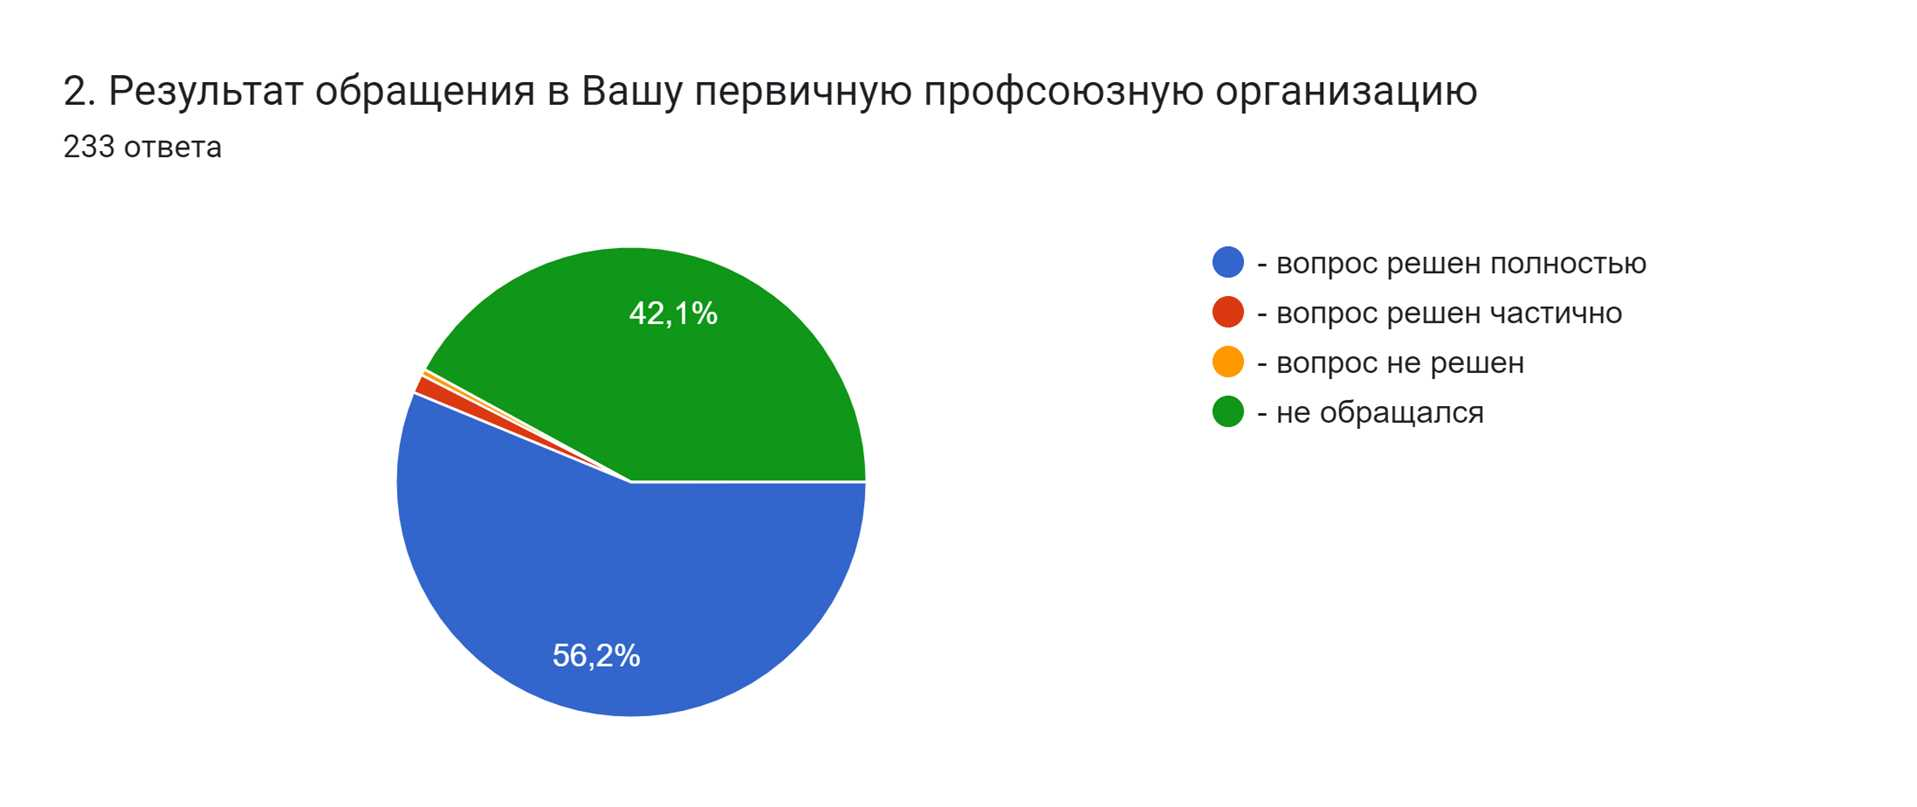 2. Результат обращения в Вашу первичную профсоюзную организацию
233 ответа
- вопрос решен полностью
- вопрос решен частично
- вопрос не решен
- не обращался
42,1%
56,2%